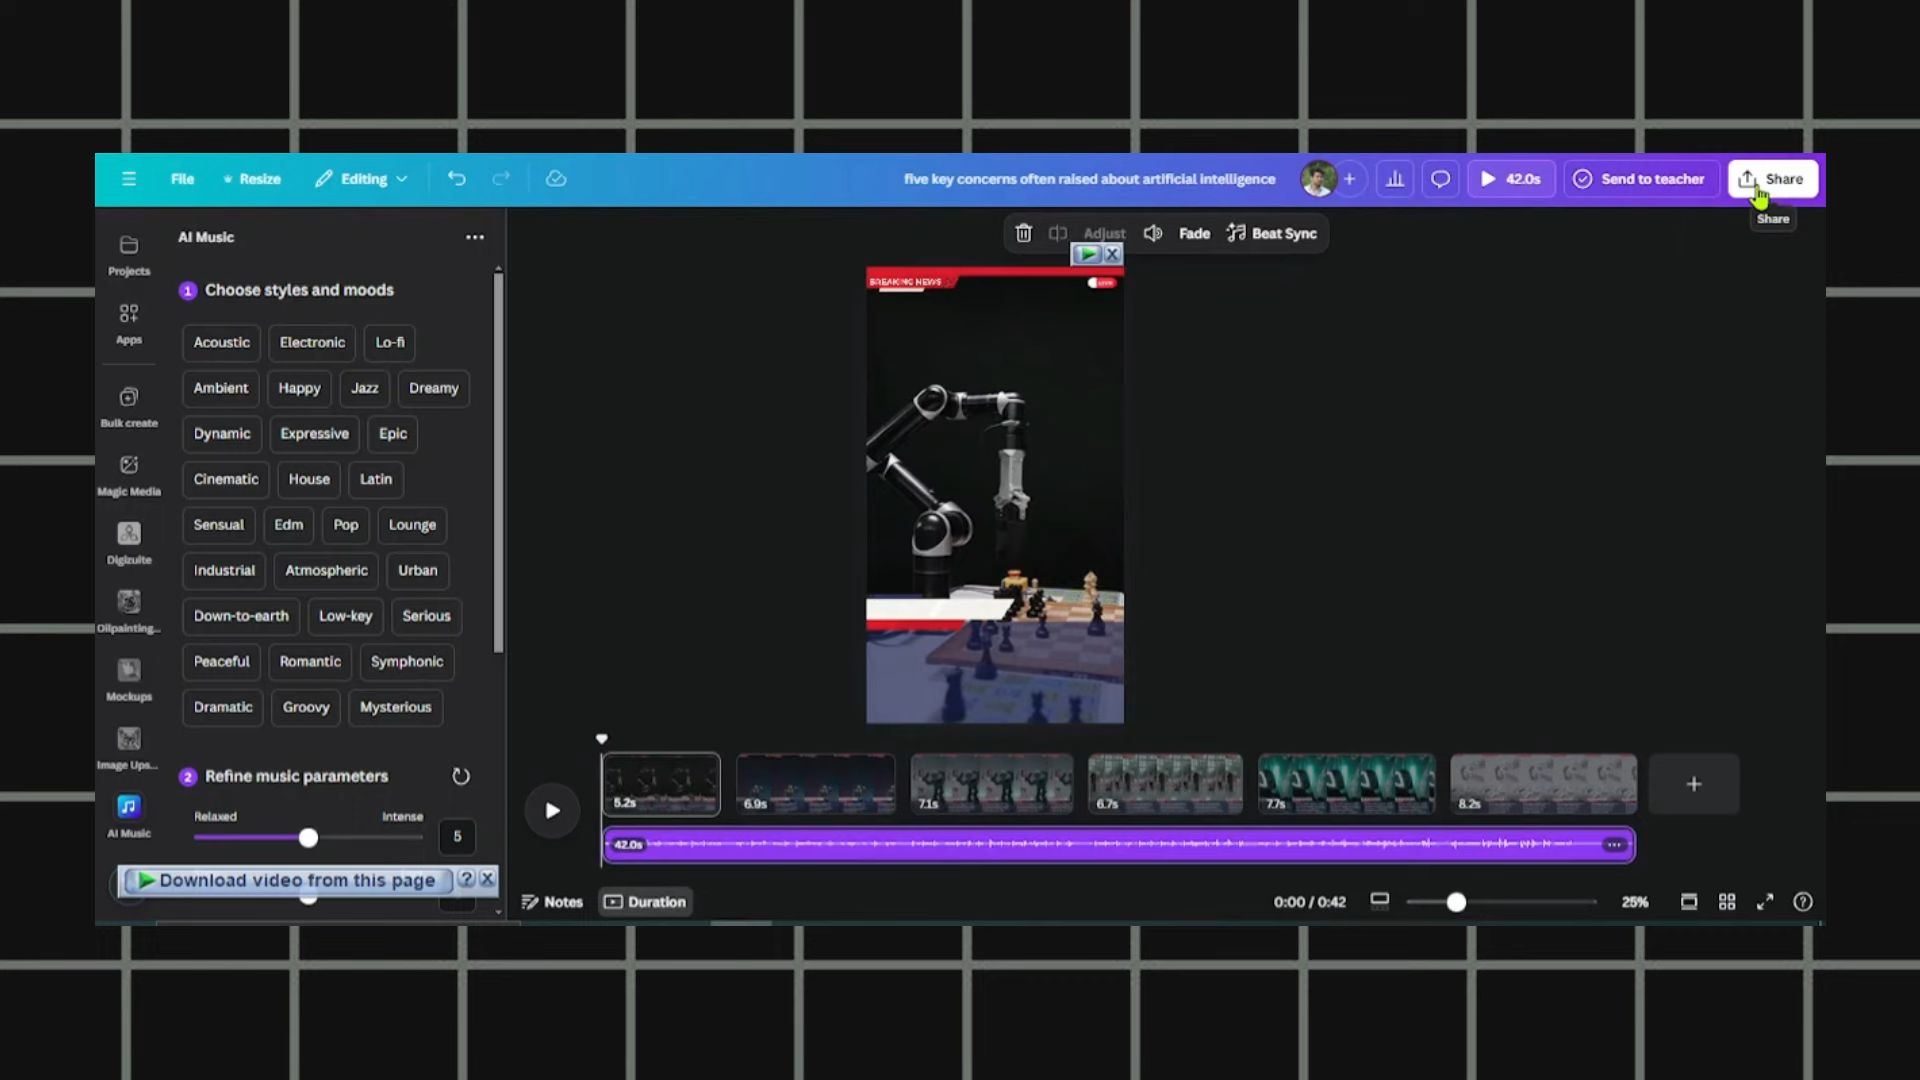 File Resize Editing five key concerns often raised about artificial intelligence + 42.0s Send to teacher Share
Share
AI Music
Adjust Fade Beat Sync
Projects
Apps
Bulk create
Magic Media
Digizuite
Oilpainting...
Mockups
Image Ups...
AI Music
1 Choose styles and moods
Acoustic Electronic Lo-fi
Ambient Happy Jazz Dreamy
Dynamic Expressive Epic
Cinematic House Latin
Sensual Edm Pop Lounge
Industrial Atmospheric Urban
Down-to-earth Low-key Serious
Peaceful Romantic Symphonic
Dramatic Groovy Mysterious
2 Refine music parameters
Relaxed Intense
5
Download video from this page ? X
BREAKING NEWS LIVE
5.2s 6.9s 7.1s 6.7s 7.7s 8.2s +
42.0s
Notes Duration 0:00 / 0:42 25% ?